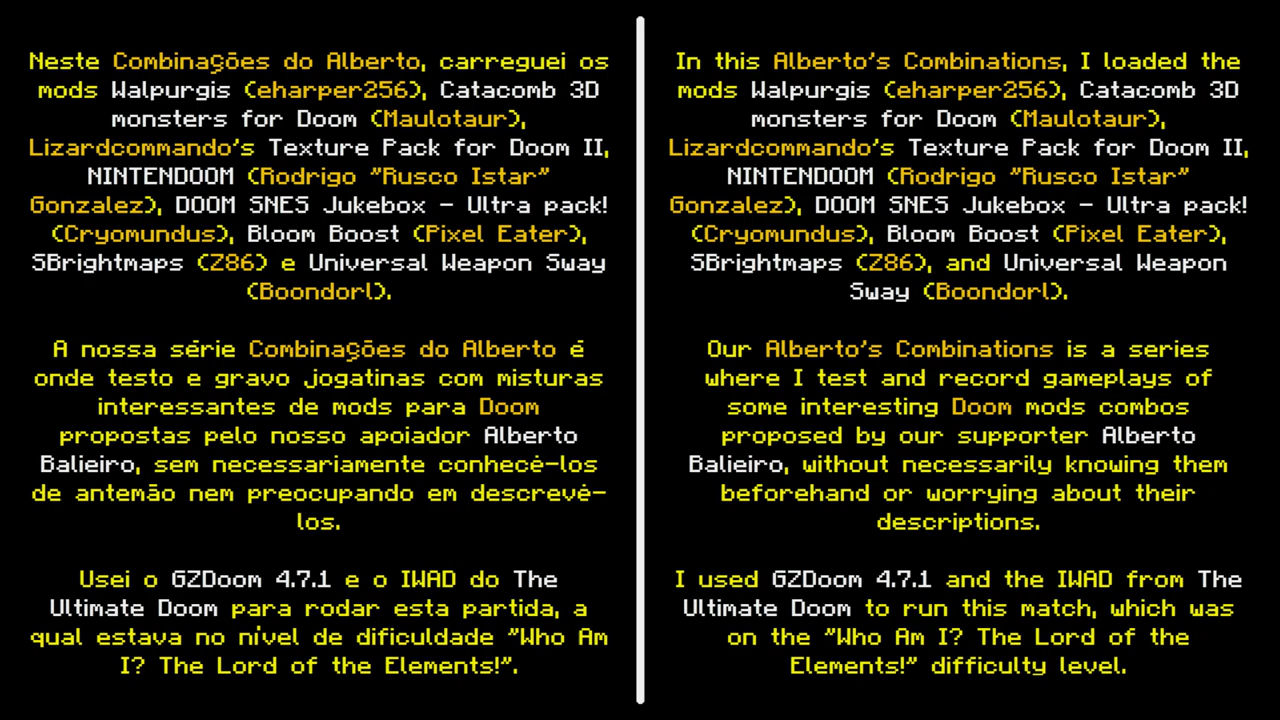 Neste Combinações do Alberto, carreguei os
mods Walpurgis (eharper256), Catacomb 3D
monsters for Doom (Maulotaur),
Lizardcommando's Texture Pack for Doom II,
NINTENDOOM (Rodrigo "Rusco Istar"
Gonzalez), DOOM SNES Jukebox - Ultra pack!
(Cryomundus), Bloom Boost (Pixel Eater),
SBrightmaps (Z86) e Universal Weapon Sway
(Boondorl).
A nossa série Combinações do Alberto é
onde testo e gravo jogatinas com misturas
interessantes de mods para Doom
propostas pelo nosso apoiador Alberto
Balieiro, sem necessariamente conhecê-los
de antemão nem preocupando em descrevê-
los.
Usei o GZDoom 4.7.1 e o IWAD do The
Ultimate Doom para rodar esta partida, a
qual estava no nível de dificuldade "Who Am
I? The Lord of the Elements!".
In this Alberto's Combinations, I loaded the
mods Walpurgis (eharper256), Catacomb 3D
monsters for Doom (Maulotaur),
Lizardcommando's Texture Pack for Doom II,
NINTENDOOM (Rodrigo "Rusco Istar"
Gonzalez), DOOM SNES Jukebox - Ultra pack!
(Cryomundus), Bloom Boost (Pixel Eater),
SBrightmaps (Z86), and Universal Weapon
Sway (Boondorl).
Our Alberto's Combinations is a series
where I test and record gameplays of
some interesting Doom mods combos
proposed by our supporter Alberto
Balieiro, without necessarily knowing them
beforehand or worrying about their
descriptions.
I used GZDoom 4.7.1 and the IWAD from The
Ultimate Doom to run this match, which was
on the "Who Am I? The Lord of the
Elements!" difficulty level.